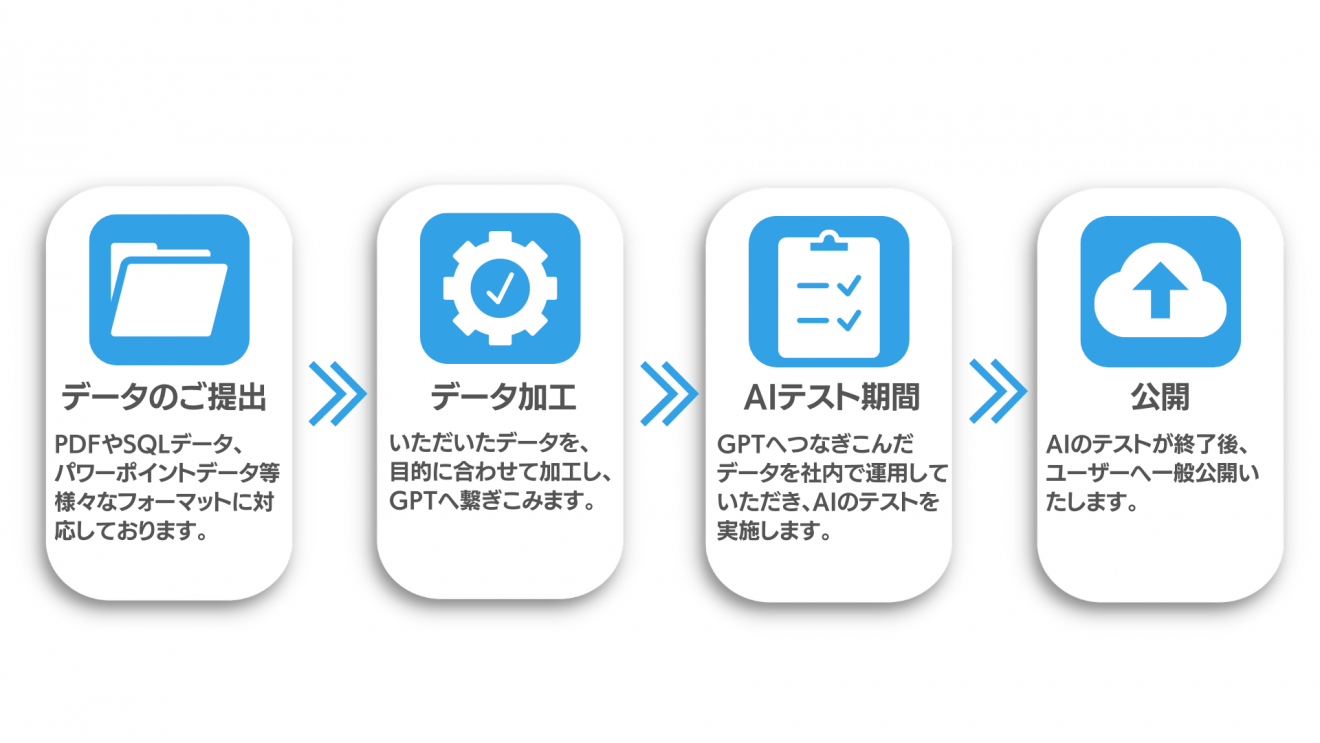 データのご提出
PDFやSQLデータ、
パワーポイントデータ等
様々なフォーマットに対
応しております。
データ加工
いただいたデータを、
目的に合わせて加工し、
GPTへ繋ぎこみます。
AIテスト期間
GPTへつなぎこんだ
データを社内で運用して
いただき、AIのテストを
実施します。
公開
AIのテストが終了後、
ユーザーへ一般公開い
たします。